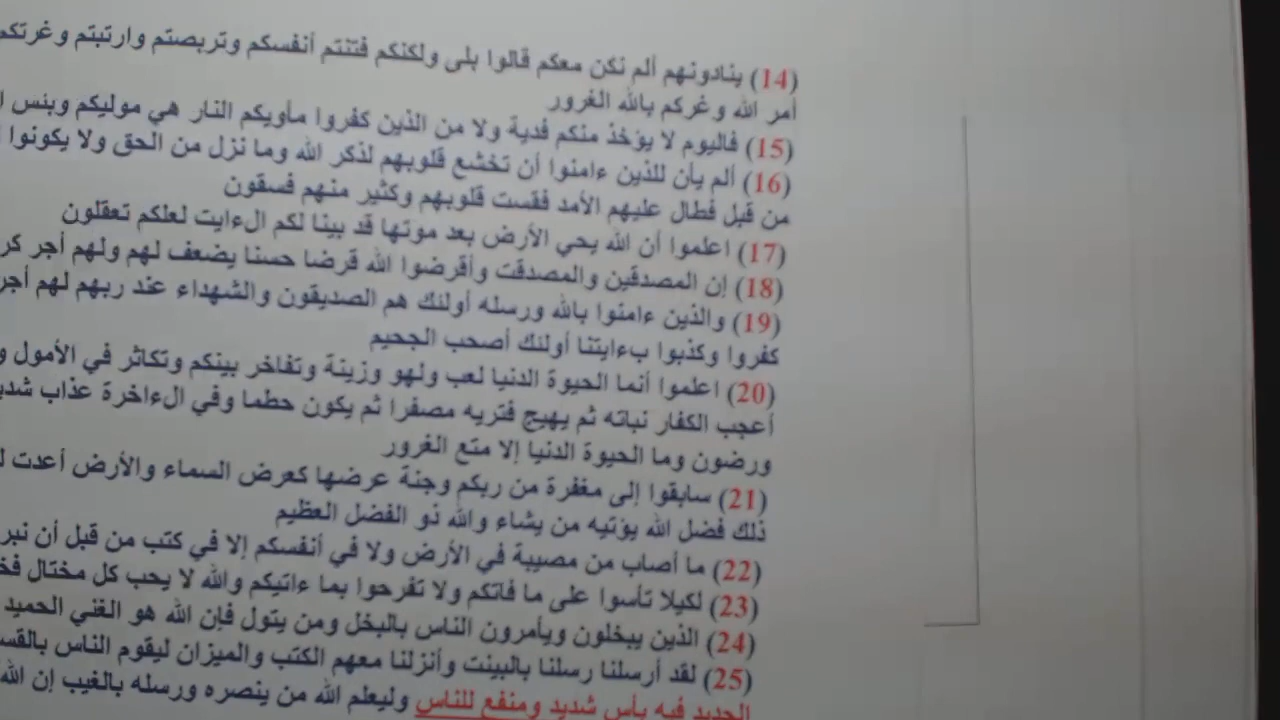 (14) ينادونهم ألم نكن معكم قالوا بلى ولكنكم فتنتم أنفسكم وتربصتم وارتبتم وغرتكم
أمر الله وغركم بالله الغرور
(15) فاليوم لا يؤخذ منكم فدية ولا من الذين كفروا مأويكم النار هي موليكم وبئس
(16) ألم يأن للذين ءامنوا أن تخشع قلوبهم لذكر الله وما نزل من الحق ولا يكونوا
من قبل فطال عليهم الأمد فقست قلوبهم وكثير منهم فسقون
(17) اعلموا أن الله يحي الأرض بعد موتها قد بينا لكم الءايت لعلكم تعقلون
(18) إن المصدقين والمصدقت وأقرضوا الله قرضا حسنا يضعف لهم ولهم أجر كر
(19) والذين ءامنوا بالله ورسله أولئك هم الصديقون والشهداء عند ربهم لهم أجر
كفروا وكذبوا بءايتنا أولئك أصحب الجحيم
(20) اعلموا أنما الحيوة الدنيا لعب ولهو وزينة وتفاخر بينكم وتكاثر في الأمول و
أعجب الكفار نباته ثم يهيج فتريه مصفرا ثم يكون حطما وفي الءاخرة عذاب شدي
ورضون وما الحيوة الدنيا إلا متع الغرور
(21) سابقوا إلى مغفرة من ربكم وجنة عرضها كعرض السماء والأرض أعدت ل
ذلك فضل الله يؤتيه من يشاء والله ذو الفضل العظيم
(22) ما أصاب من مصيبة في الأرض ولا في أنفسكم إلا في كتب من قبل أن نبر
(23) لكيلا تأسوا على ما فاتكم ولا تفرحوا بما ءاتيكم والله لا يحب كل مختال فخ
(24) الذين يبخلون ويأمرون الناس بالبخل ومن يتول فإن الله هو الغني الحميد
(25) لقد أرسلنا رسلنا بالبينت وأنزلنا معهم الكتب والميزان ليقوم الناس بالقس
الحديد فيه بأس شديد ومنفع للناس وليعلم الله من ينصره ورسله بالغيب إن الله